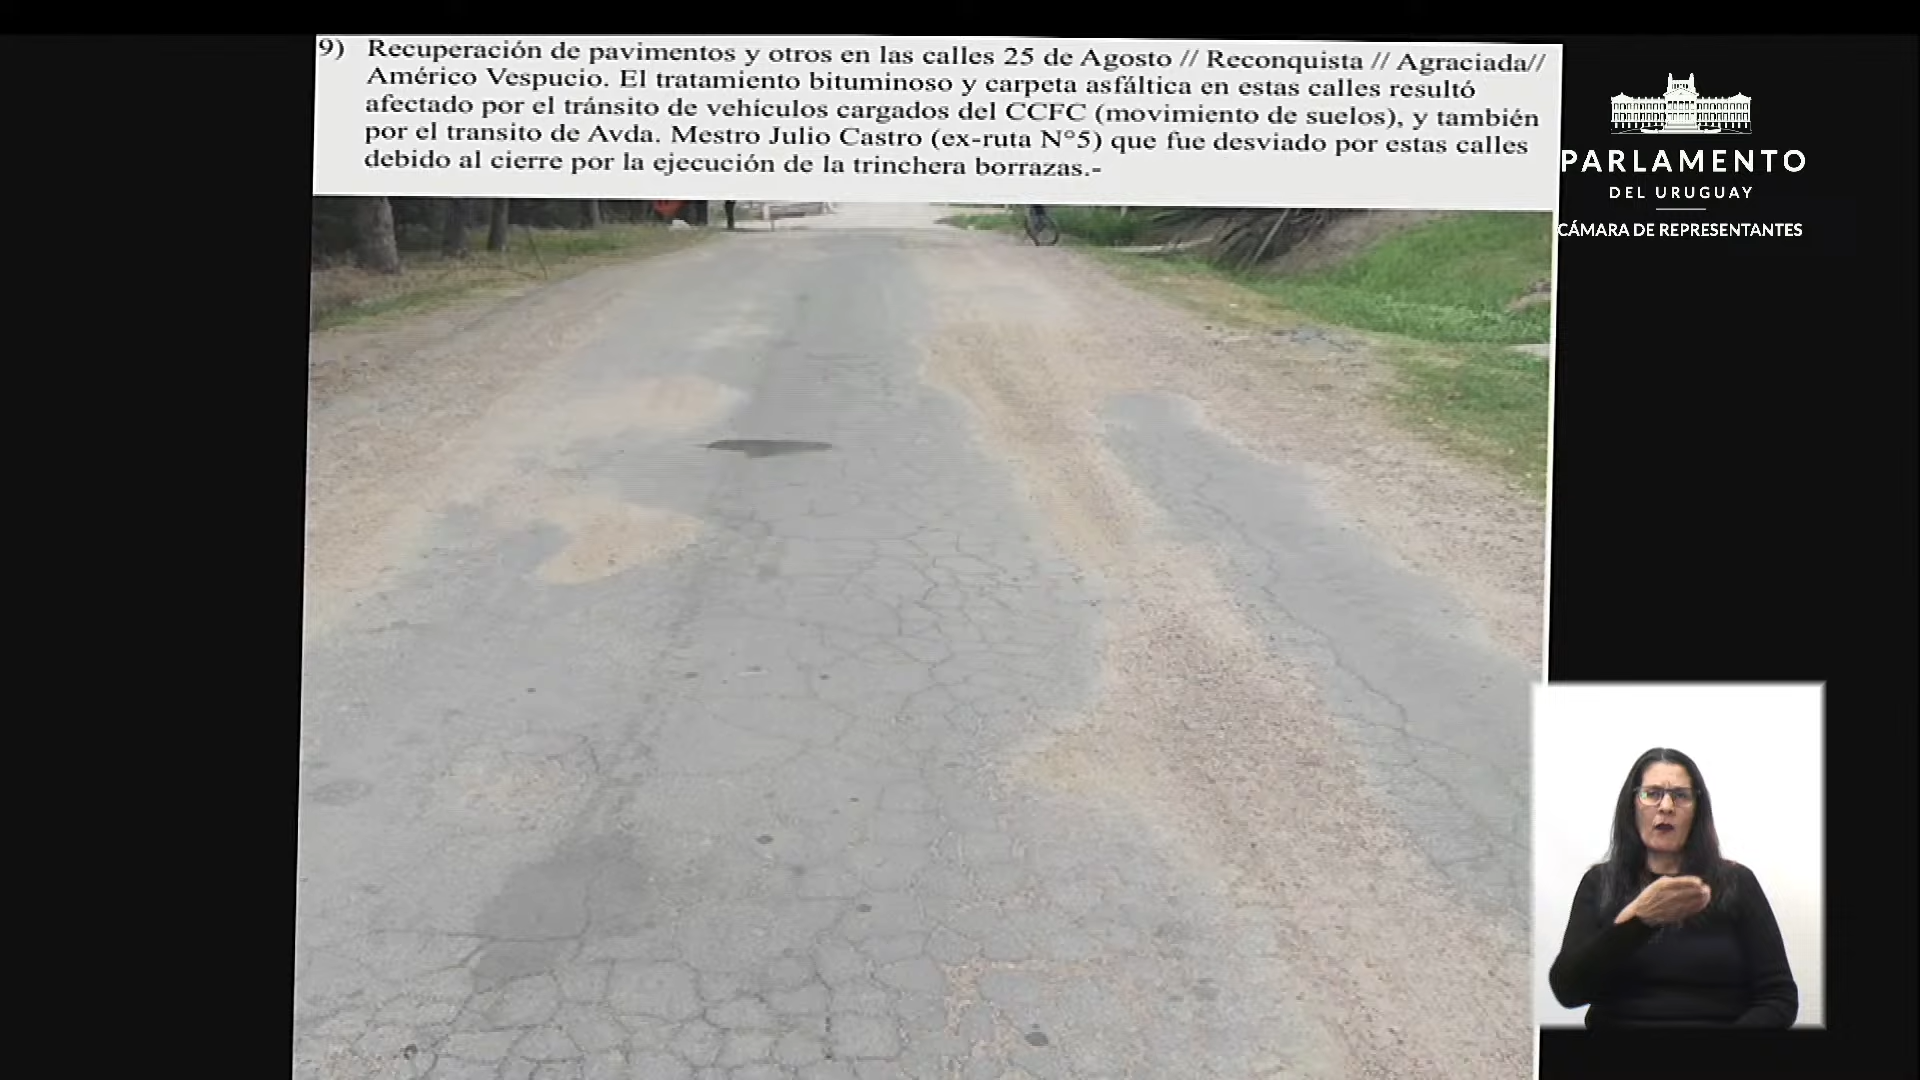 9) Recuperación de pavimentos y otros en las calles 25 de Agosto // Reconquista // Agraciada//
Américo Vespucio. El tratamiento bituminoso y carpeta asfáltica en estas calles resultó
afectado por el tránsito de vehículos cargados del CCFC (movimiento de suelos), y también
por el transito de Avda. Mestro Julio Castro (ex-ruta N°5) que fue desviado por estas calles
debido al cierre por la ejecución de la trinchera borrazas.-
PARLAMENTO
DEL URUGUAY
CÁMARA DE REPRESENTANTES